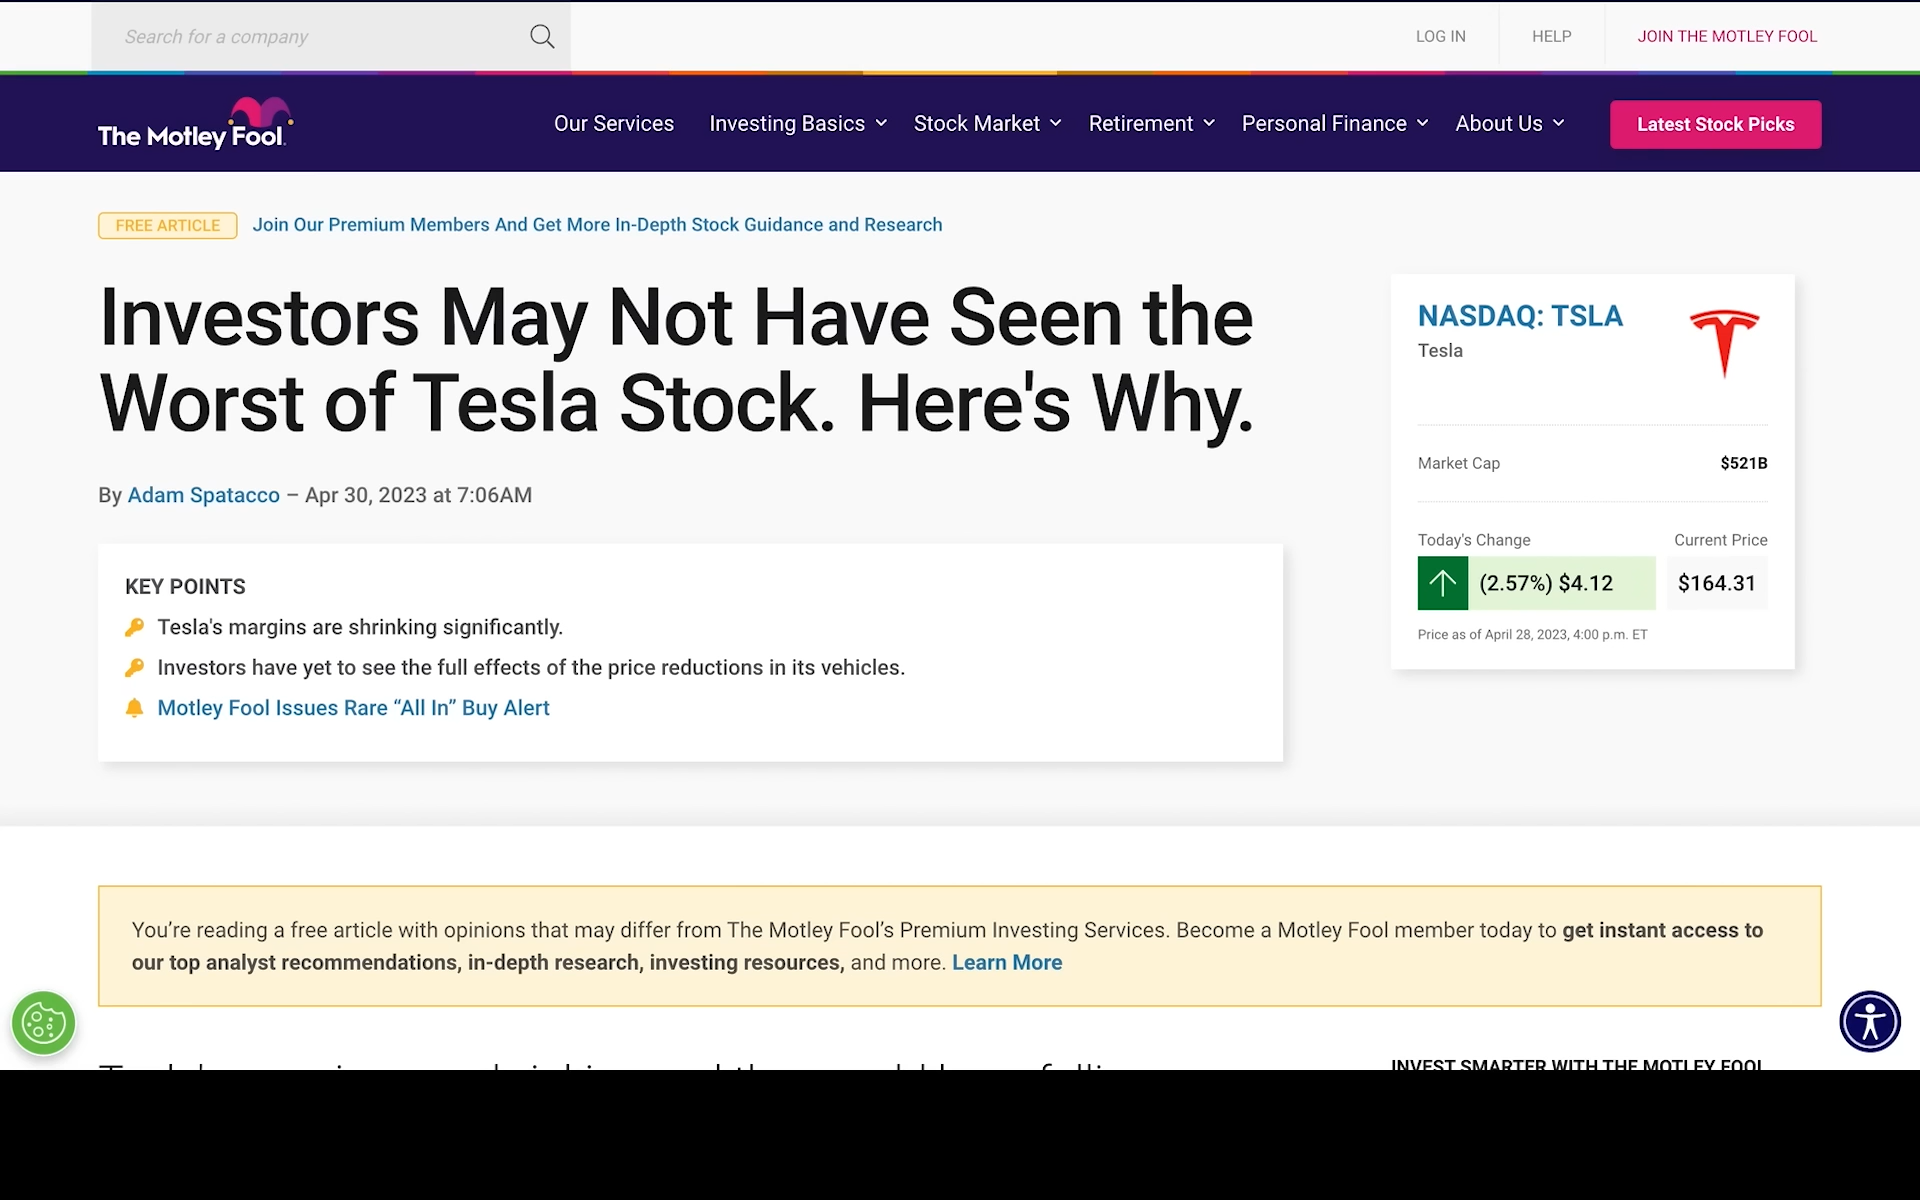 Search for a company
LOG IN
HELP
JOIN THE MOTLEY FOOL
The Motley Fool.
Our Services
Investing Basics
Stock Market
Retirement
Personal Finance
About Us
Latest Stock Picks
FREE ARTICLE
Join Our Premium Members And Get More In-Depth Stock Guidance and Research
Investors May Not Have Seen the
Worst of Tesla Stock. Here's Why.
By Adam Spatacco – Apr 30, 2023 at 7:06AM
KEY POINTS
Tesla's margins are shrinking significantly.
Investors have yet to see the full effects of the price reductions in its vehicles.
Motley Fool Issues Rare “All In” Buy Alert
NASDAQ: TSLA
Tesla
Market Cap
$521B
Today's Change
Current Price
(2.57%) $4.12
$164.31
Price as of April 28, 2023, 4:00 p.m. ET
You’re reading a free article with opinions that may differ from The Motley Fool’s Premium Investing Services. Become a Motley Fool member today to get instant access to
our top analyst recommendations, in-depth research, investing resources, and more. Learn More
INVEST SMARTER WITH THE MOTLEY FOOL